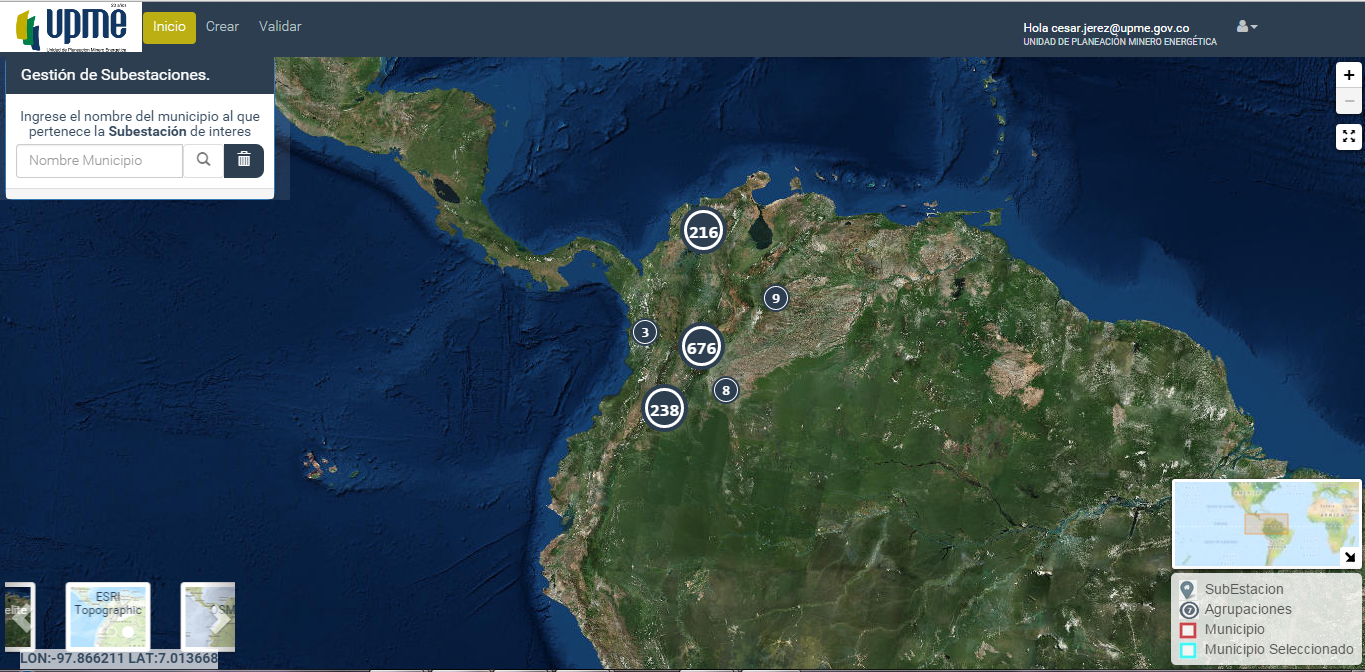 23 años
upme
Unidad de Planeación Minero Energética
Inicio
Crear
Validar
Hola cesar.jerez@upme.gov.co
UNIDAD DE PLANEACIÓN MINERO ENERGÉTICA
Gestión de Subestaciones.
Ingrese el nombre del municipio al que
pertenece la Subestación de interes
Nombre Municipio
+
−
216
9
3
676
8
238
elite
ESRI
Topographic
OSM
LON:-97.866211 LAT:7.013668
SubEstacion
7 Agrupaciones
Municipio
Municipio Seleccionado